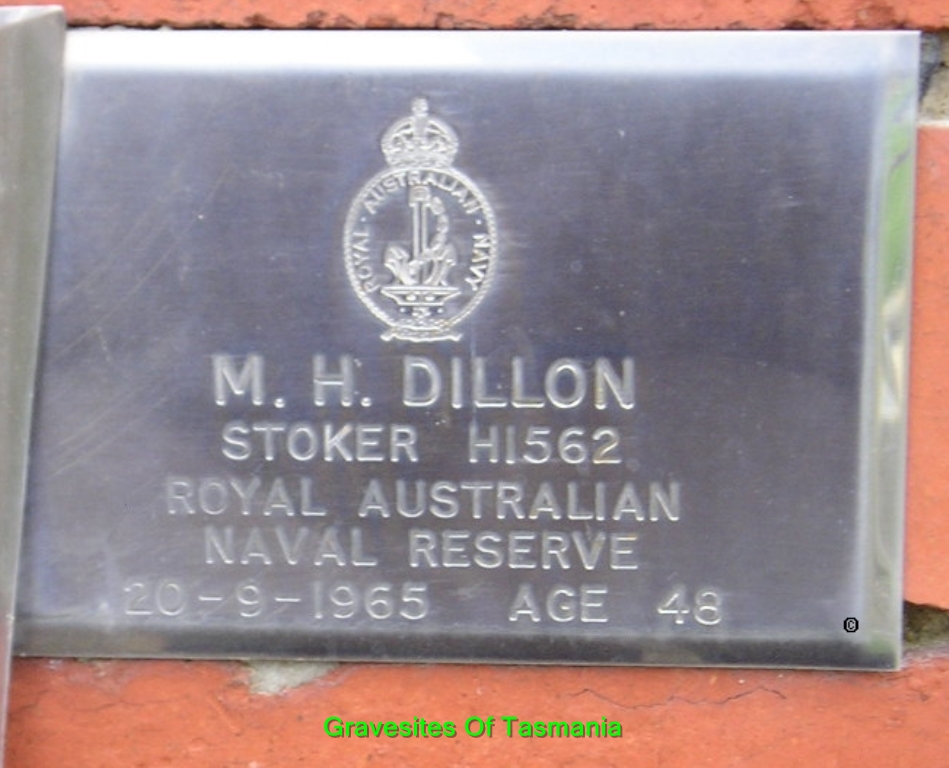 ROYAL · AUSTRALIAN · NAVY
M. H. DILLON
STOKER H1562
ROYAL AUSTRALIAN
NAVAL RESERVE
20-9-1965 AGE 48
©
Gravesites Of Tasmania